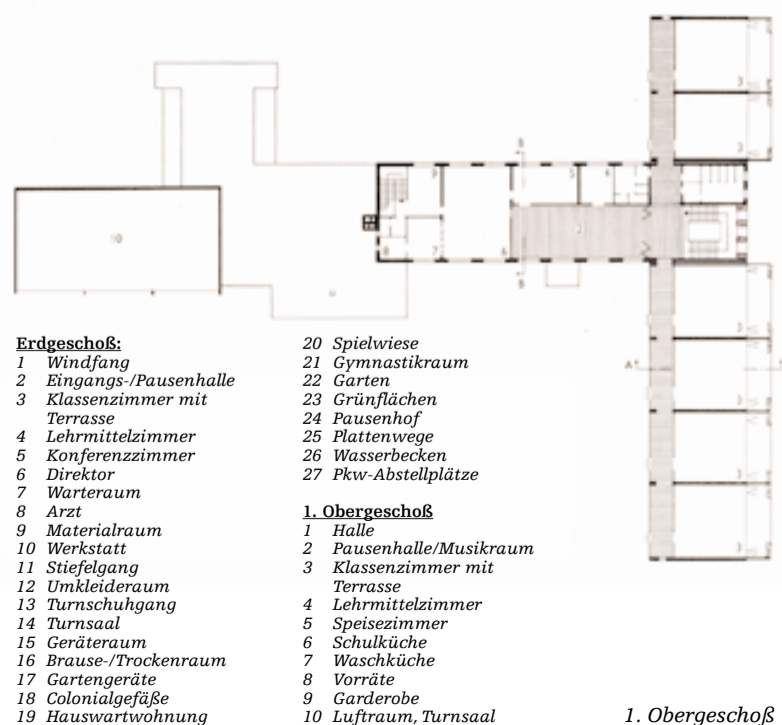 Erdgeschoß:
1 Windfang
2 Eingangs-/Pausenhalle
3 Klassenzimmer mit
Terrasse
4 Lehrmittelzimmer
5 Konferenzzimmer
6 Direktor
7 Warteraum
8 Arzt
9 Materialraum
10 Werkstatt
11 Stiefelgang
12 Umkleideraum
13 Turnschuhgang
14 Turnsaal
15 Geräteraum
16 Brause-/Trockenraum
17 Gartengeräte
18 Colonialgefäße
19 Hauswartwohnung
20 Spielwiese
21 Gymnastikraum
22 Garten
23 Grünflächen
24 Pausenhof
25 Plattenwege
26 Wasserbecken
27 Pkw-Abstellplätze
1. Obergeschoß
1 Halle
2 Pausenhalle/Musikraum
3 Klassenzimmer mit
Terrasse
4 Lehrmittelzimmer
5 Speisezimmer
6 Schulküche
7 Waschküche
8 Vorräte
9 Garderobe
10 Luftraum, Turnsaal
1. Obergeschoß